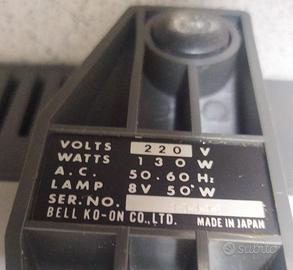 VOLTS 220 V
WATTS 130 W
A.C. 50.60 Hz
LAMP 8V 50 W
SER. NO.
BELL KO-ON CO., LTD. MADE IN JAPAN
subito